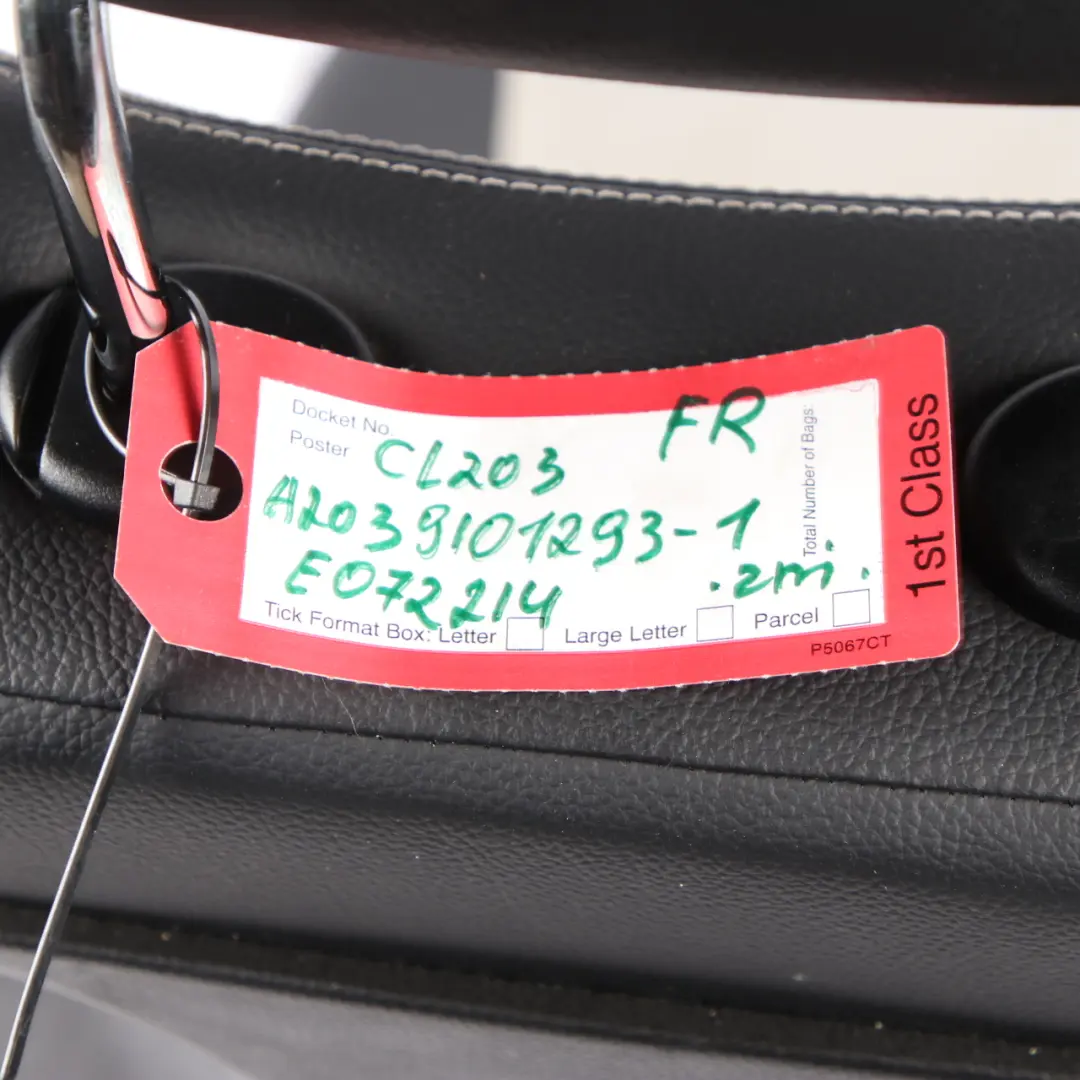 Docket No.
Poster
CL203 FR
A2039101293-1
E072214 .zmi.
Total Number of Bags:
Tick Format Box: Letter Large Letter Parcel
P5067CT
1st Class